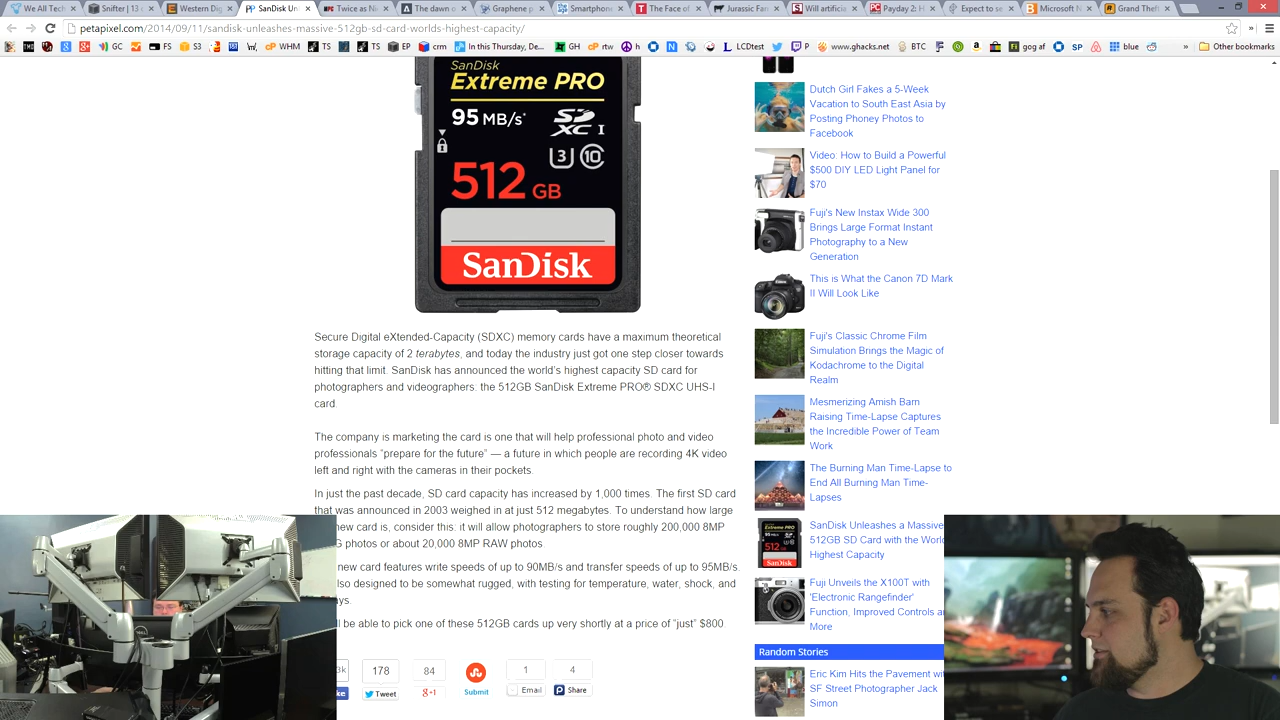 We All Tech
Snifter | 13
Western Dig
SanDisk Un
Twice as Ni
The dawn o
Graphene p
Smartphone
The Face of
Jurassic Fan
Will artificia
Payday 2: H
Expect to se
Microsoft N
Grand Theft
petapixel.com/2014/09/11/sandisk-unleashes-massive-512gb-sd-card-worlds-highest-capacity/
GC
SF
CP
WHM
TS
TS
EP
crm
In this Thursday, De
GH
rtw
h
LCDtest
P
www.ghacks.net
BTC
gog af
SP
blue
Other bookmarks
SanDisk
Extreme PRO
95 MB/s*
SD XC I
U3 10
512 GB
SanDisk
Secure Digital eXtended-Capacity (SDXC) memory cards have a maximum theoretical
storage capacity of 2 terabytes, and today the industry just got one step closer towards
hitting that limit. SanDisk has announced the world's highest capacity SD card for
photographers and videographers: the 512GB SanDisk Extreme PRO® SDXC UHS-I
card.
The company is marketing the card is one that will help professional photo and video
professionals "prepare for the future" — a future in which people are recording 4K video
left and right with the cameras in their pockets.
In just the past decade, SD card capacity has increased by 1,000 times. The first SD card
that was announced in 2003 weighed in at just 512 megabytes. To understand how large
new card is, consider this: it will allow photographers to store roughly 200,000 8MP
G photos or about 20,000 8MP RAW photos.
new card features write speeds of up to 90MB/s and transfer speeds of up to 95MB/s.
lso designed to be somewhat rugged, with testing for temperature, water, shock, and
ays.
ll be able to pick one of these 512GB cards up very shortly at a price of "just" $800
3k
178
84
1
4
ke
Tweet
g+1
Submit
Email
Share
Dutch Girl Fakes a 5-Week
Vacation to South East Asia by
Posting Phoney Photos to
Facebook
Video: How to Build a Powerful
$500 DIY LED Light Panel for
$70
Fuji's New Instax Wide 300
Brings Large Format Instant
Photography to a New
Generation
This is What the Canon 7D Mark
II Will Look Like
Fuji's Classic Chrome Film
Simulation Brings the Magic of
Kodachrome to the Digital
Realm
Mesmerizing Amish Barn
Raising Time-Lapse Captures
the Incredible Power of Team
Work
The Burning Man Time-Lapse to
End All Burning Man Time-
Lapses
SanDisk Unleashes a Massive
512GB SD Card with the World
Highest Capacity
Fuji Unveils the X100T with
'Electronic Rangefinder'
Function, Improved Controls a
More
Random Stories
Eric Kim Hits the Pavement wi
SF Street Photographer Jack
Simon